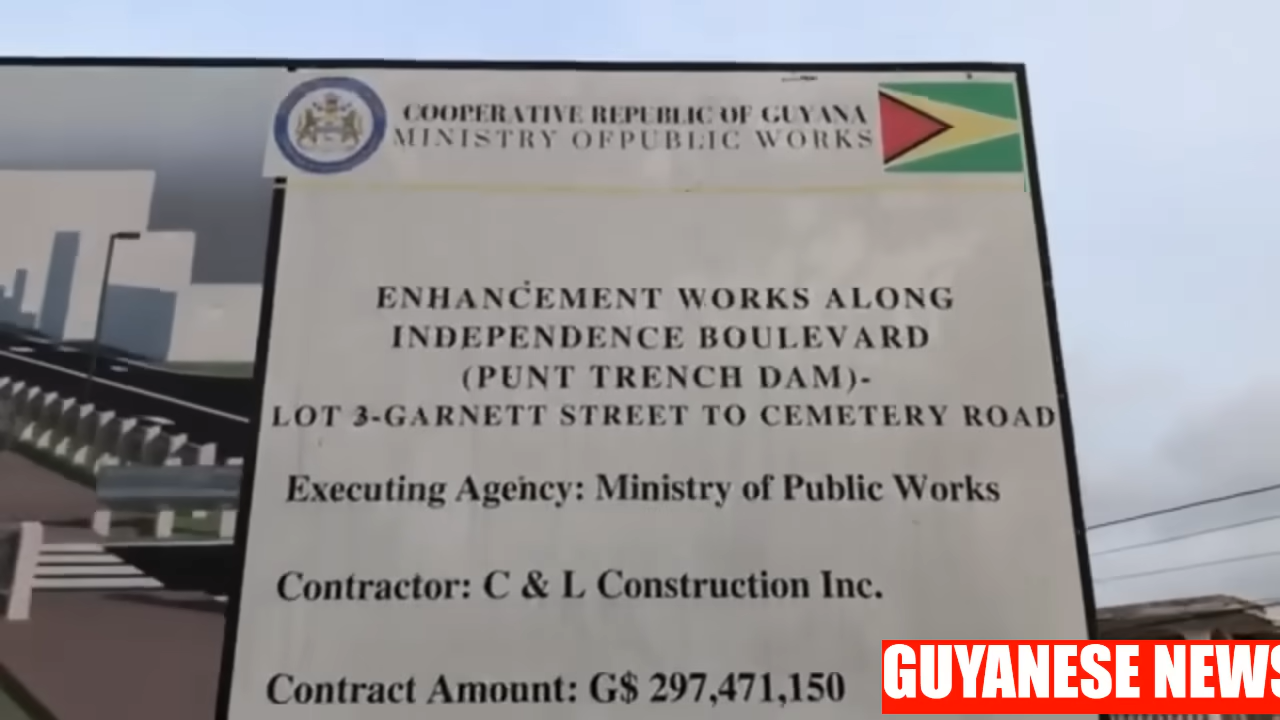 COOPERATIVE REPUBLIC OF GUYANA
MINISTRY OFPUBLIC WORKS
ENHANCEMENT WORKS ALONG
INDEPENDENCE BOULEVARD
(PUNT TRENCH DAM)-
LOT 3-GARNETT STREET TO CEMETERY ROAD
Executing Agency: Ministry of Public Works
Contractor: C & L Construction Inc.
Contract Amount: G$ 297,471,150
GUYANESE NEWS